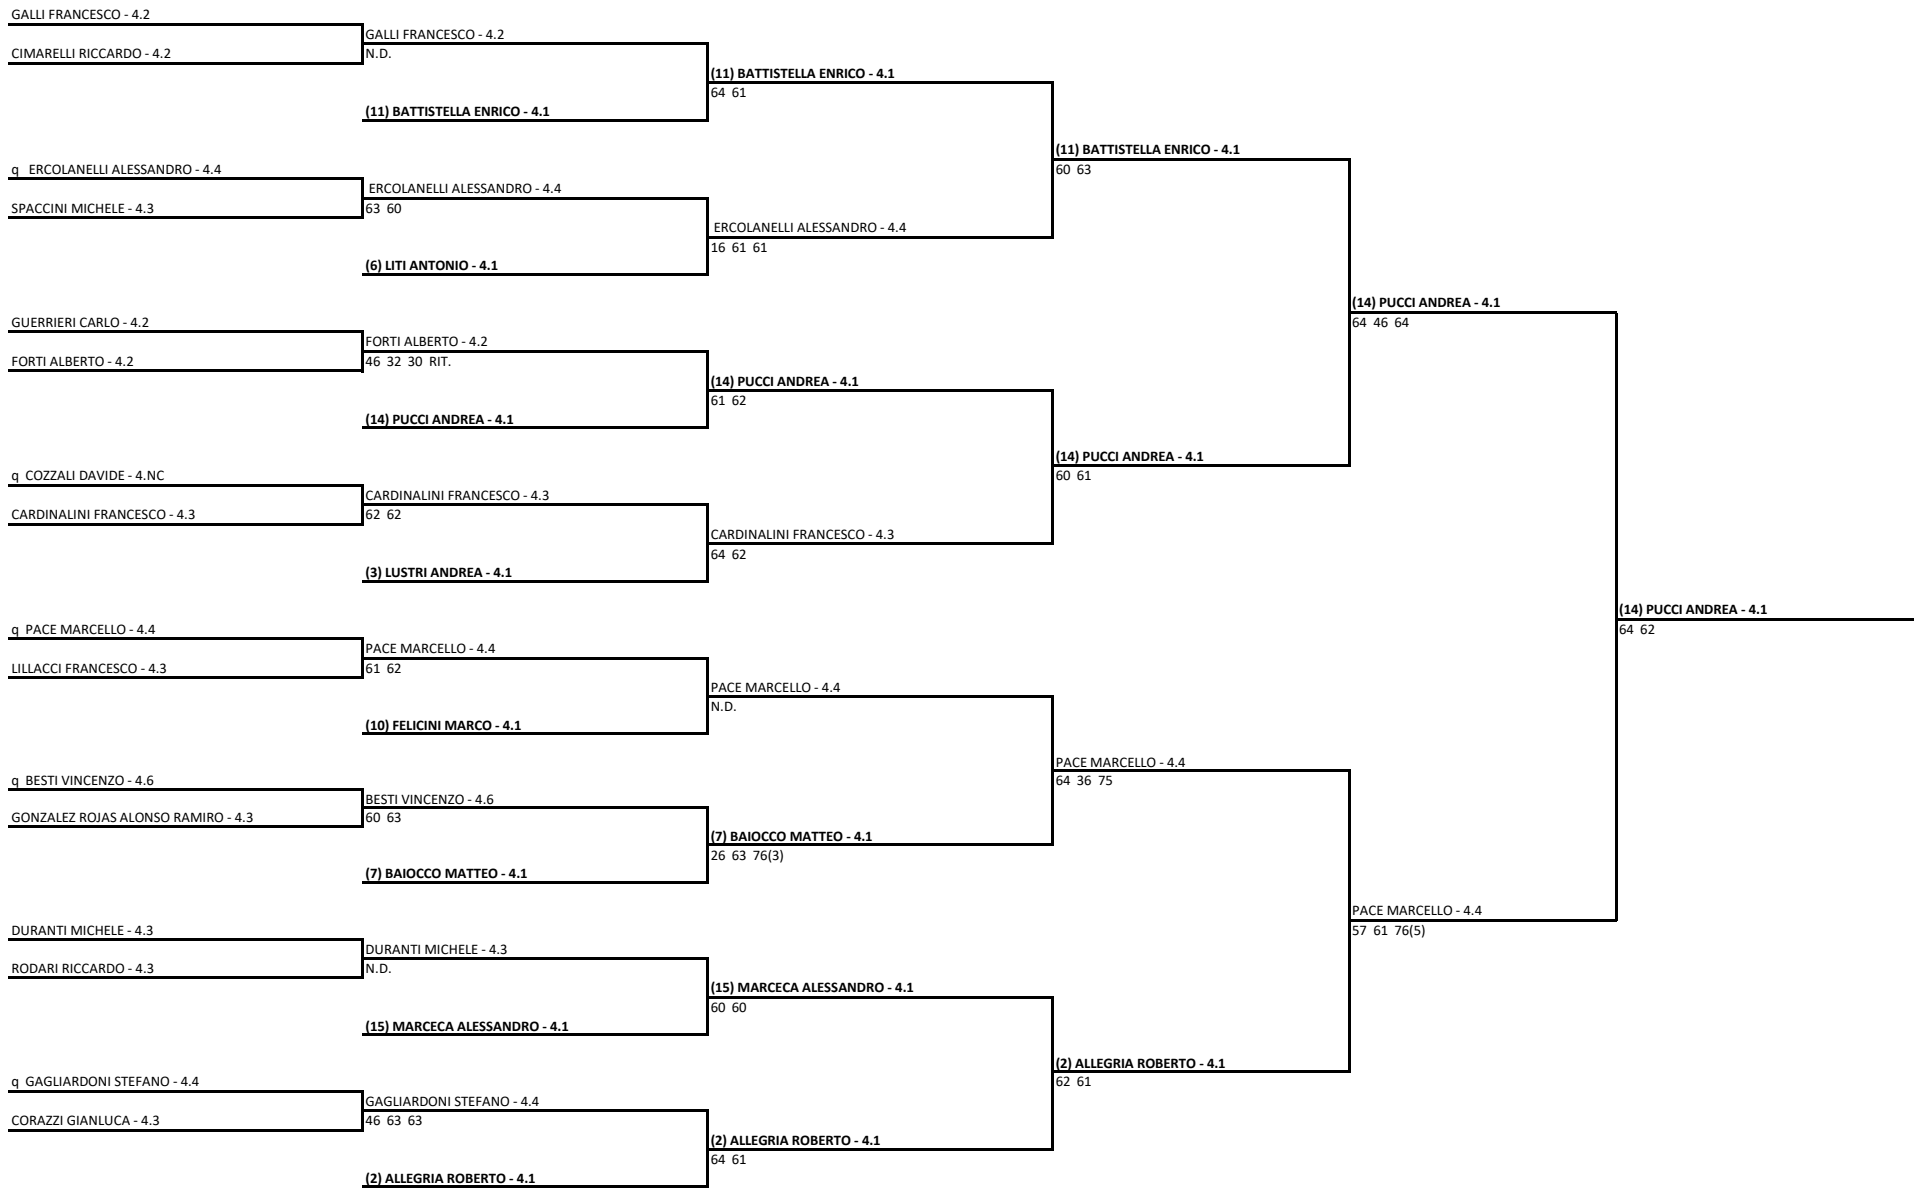 GALLI FRANCESCO - 4.2
GALLI FRANCESCO - 4.2
CIMARELLI RICCARDO - 4.2
N.D.
(11) BATTISTELLA ENRICO - 4.1
64 61
(11) BATTISTELLA ENRICO - 4.1
(11) BATTISTELLA ENRICO - 4.1
60 63
q ERCOLANELLI ALESSANDRO - 4.4
ERCOLANELLI ALESSANDRO - 4.4
SPACCINI MICHELE - 4.3
63 60
ERCOLANELLI ALESSANDRO - 4.4
16 61 61
(6) LITI ANTONIO - 4.1
(14) PUCCI ANDREA - 4.1
64 46 64
GUERRIERI CARLO - 4.2
FORTI ALBERTO - 4.2
FORTI ALBERTO - 4.2
46 32 30 RIT.
(14) PUCCI ANDREA - 4.1
61 62
(14) PUCCI ANDREA - 4.1
(14) PUCCI ANDREA - 4.1
60 61
q COZZALI DAVIDE - 4.NC
CARDINALINI FRANCESCO - 4.3
CARDINALINI FRANCESCO - 4.3
62 62
CARDINALINI FRANCESCO - 4.3
64 62
(3) LUSTRI ANDREA - 4.1
(14) PUCCI ANDREA - 4.1
64 62
q PACE MARCELLO - 4.4
PACE MARCELLO - 4.4
LILLACCI FRANCESCO - 4.3
61 62
PACE MARCELLO - 4.4
N.D.
(10) FELICINI MARCO - 4.1
PACE MARCELLO - 4.4
64 36 75
q BESTI VINCENZO - 4.6
BESTI VINCENZO - 4.6
GONZALEZ ROJAS ALONSO RAMIRO - 4.3
60 63
(7) BAIOCCO MATTEO - 4.1
26 63 76(3)
(7) BAIOCCO MATTEO - 4.1
PACE MARCELLO - 4.4
57 61 76(5)
DURANTI MICHELE - 4.3
DURANTI MICHELE - 4.3
RODARI RICCARDO - 4.3
N.D.
(15) MARCECA ALESSANDRO - 4.1
60 60
(15) MARCECA ALESSANDRO - 4.1
(2) ALLEGRIA ROBERTO - 4.1
62 61
q GAGLIARDONI STEFANO - 4.4
GAGLIARDONI STEFANO - 4.4
CORAZZI GIANLUCA - 4.3
46 63 63
(2) ALLEGRIA ROBERTO - 4.1
64 61
(2) ALLEGRIA ROBERTO - 4.1